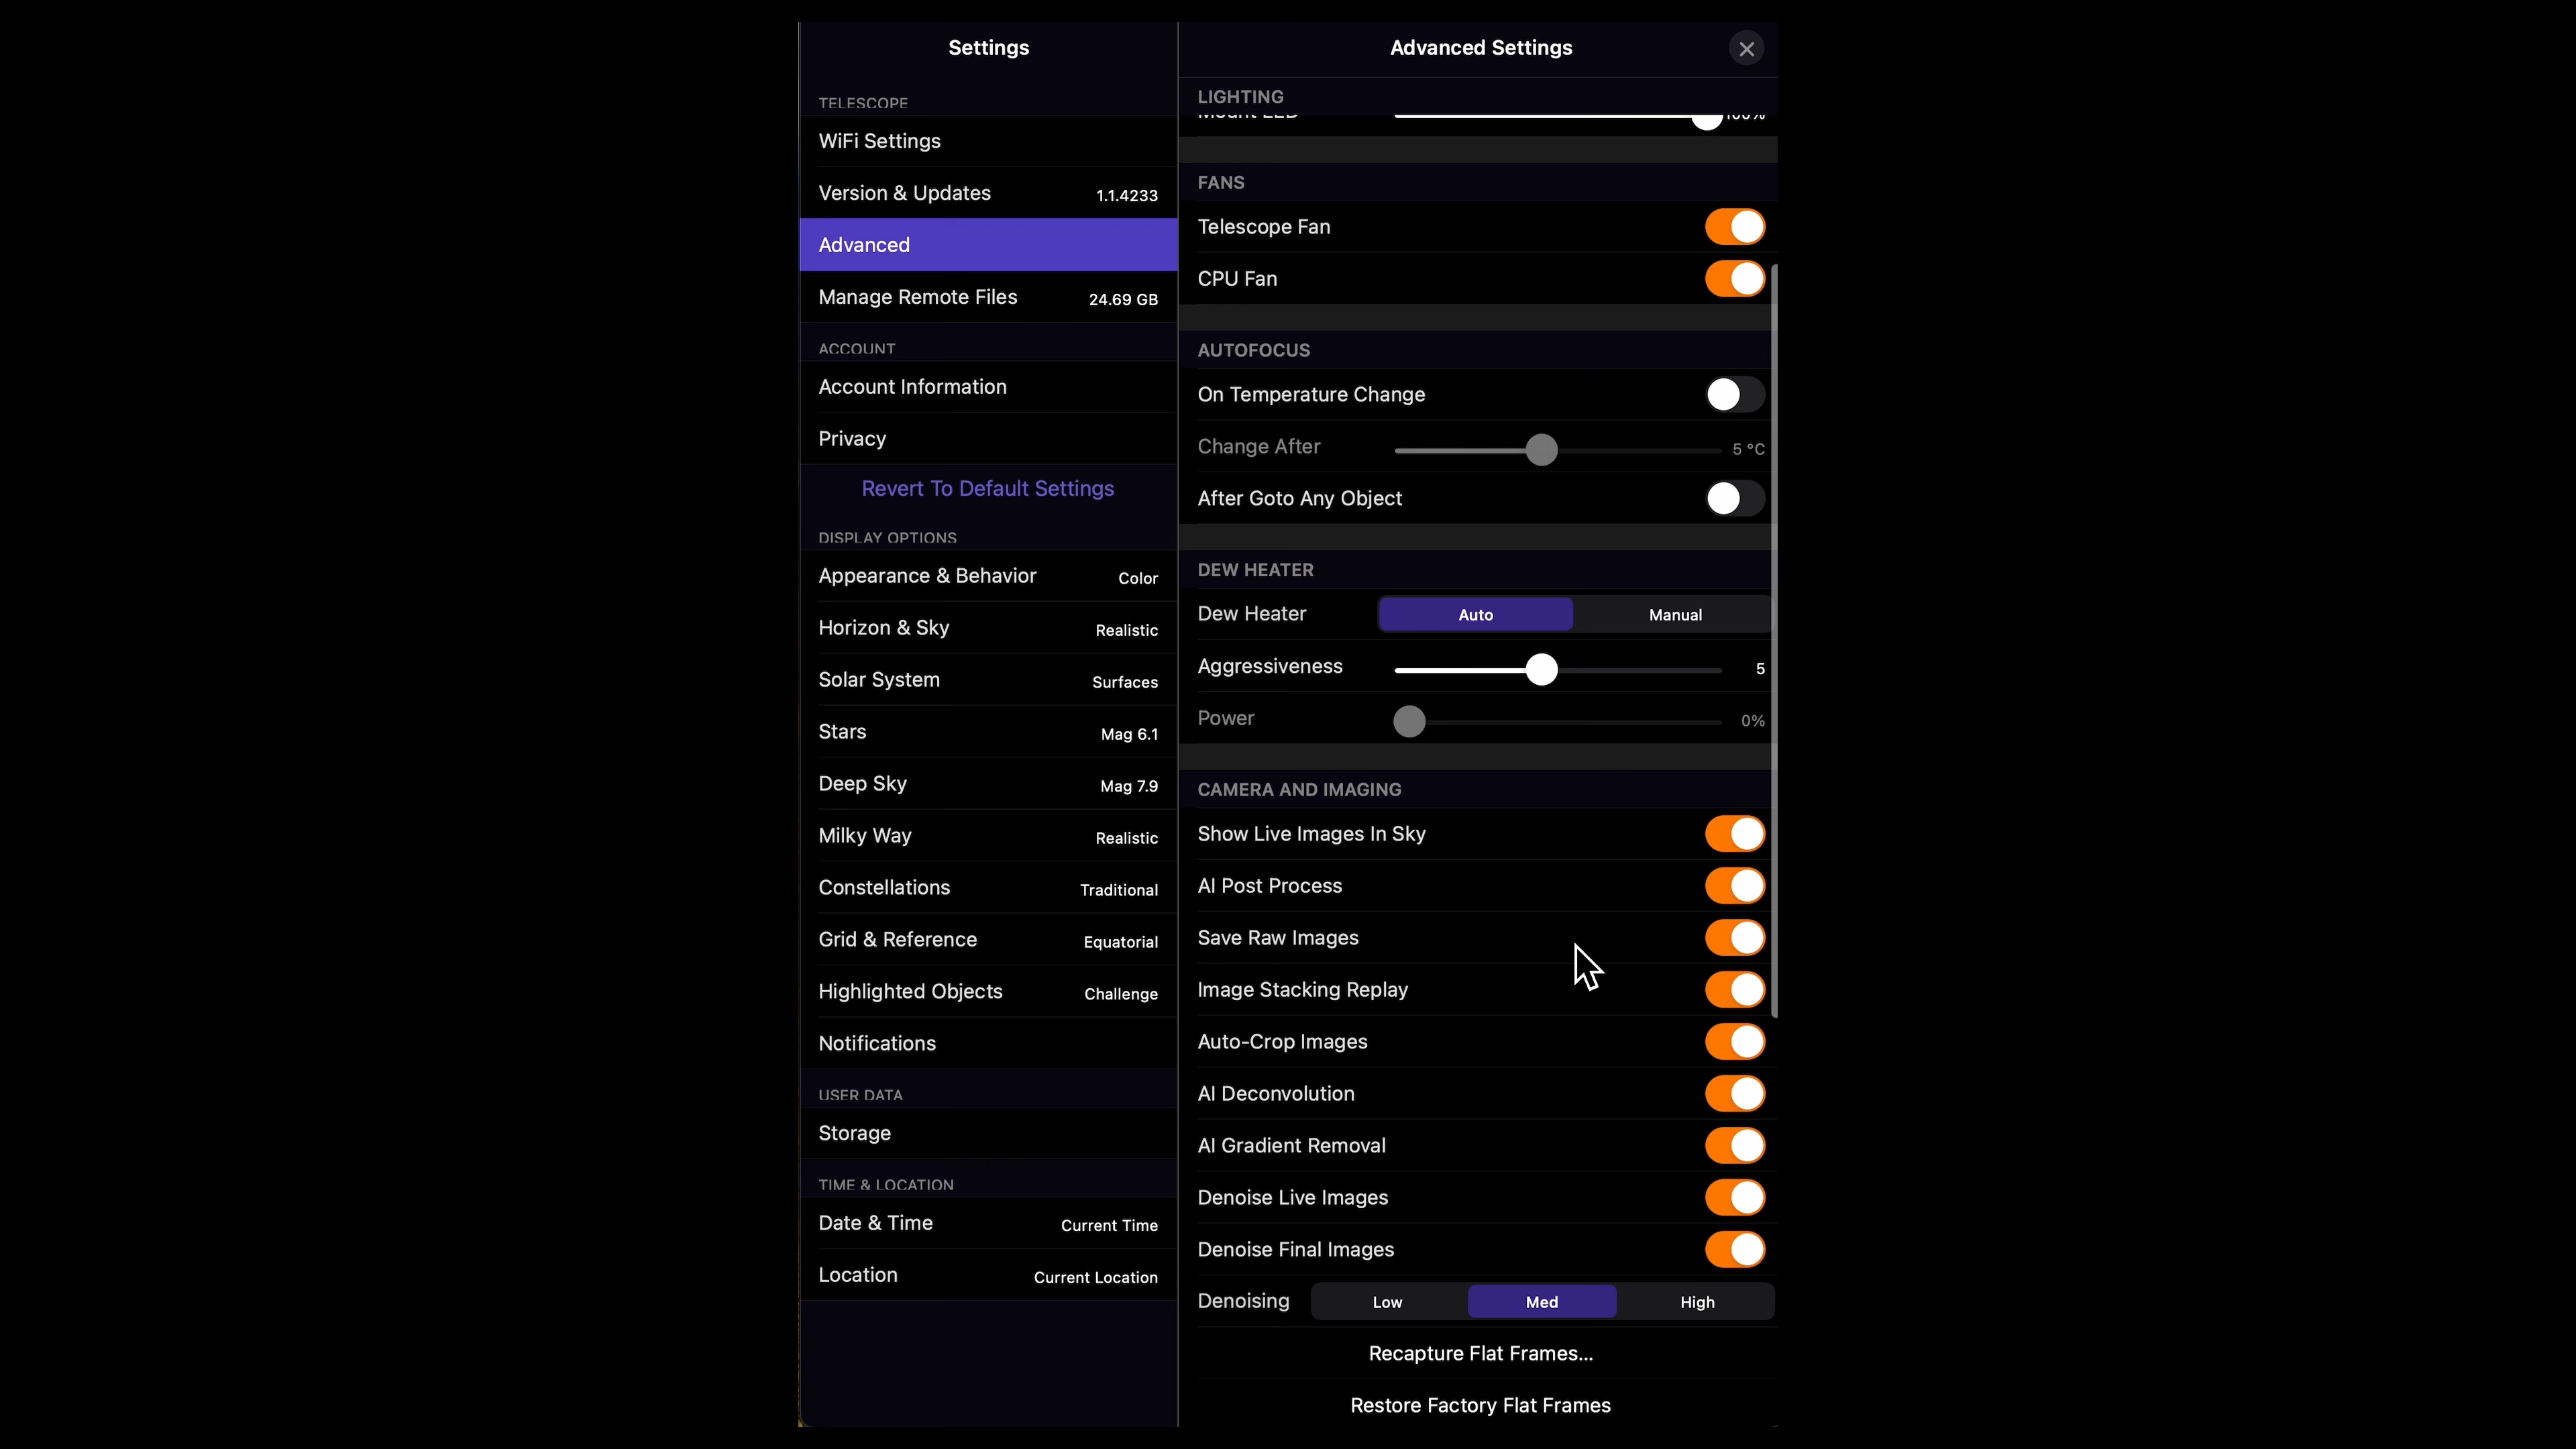 Settings
TELESCOPE
WiFi Settings
Version & Updates 1.1.4233
Advanced
Manage Remote Files 24.69 GB
ACCOUNT
Account Information
Privacy
Revert To Default Settings
DISPLAY OPTIONS
Appearance & Behavior Color
Horizon & Sky Realistic
Solar System Surfaces
Stars Mag 6.1
Deep Sky Mag 7.9
Milky Way Realistic
Constellations Traditional
Grid & Reference Equatorial
Highlighted Objects Challenge
Notifications
USER DATA
Storage
TIME & LOCATION
Date & Time Current Time
Location Current Location
Advanced Settings
LIGHTING
Mount LED 100%
FANS
Telescope Fan
CPU Fan
AUTOFOCUS
On Temperature Change
Change After 5 °C
After Goto Any Object
DEW HEATER
Dew Heater Auto Manual
Aggressiveness 5
Power 0%
CAMERA AND IMAGING
Show Live Images In Sky
AI Post Process
Save Raw Images
Image Stacking Replay
Auto-Crop Images
AI Deconvolution
AI Gradient Removal
Denoise Live Images
Denoise Final Images
Denoising Low Med High
Recapture Flat Frames...
Restore Factory Flat Frames